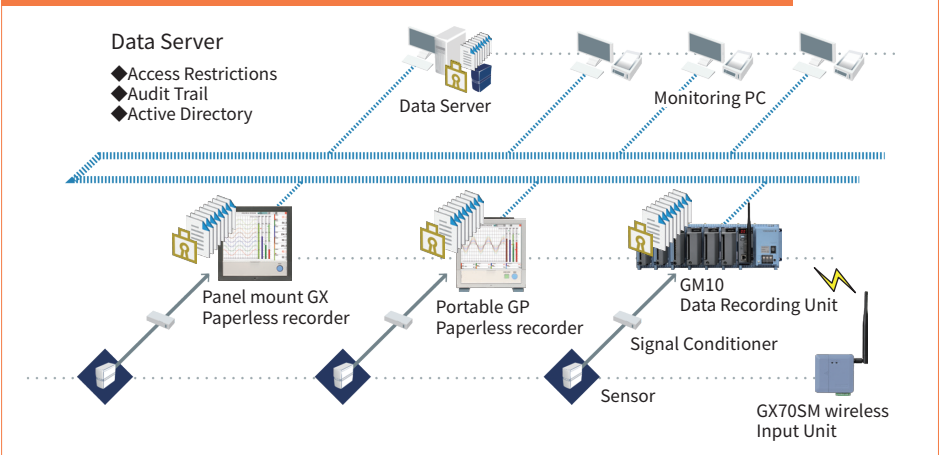 Data Server
◆Access Restrictions
◆Audit Trail
◆Active Directory
Data Server
Monitoring PC
Panel mount GX
Paperless recorder
Portable GP
Paperless recorder
GM10
Data Recording Unit
Signal Conditioner
Sensor
GX70SM wireless
Input Unit